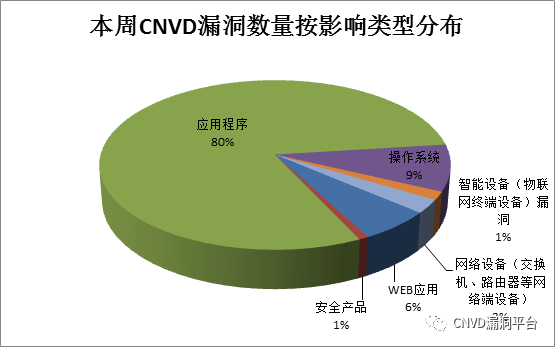 本周CNVD漏洞数量按影响类型分布
应用程序
80%
操作系统
9%
智能设备（物联
网终端设备）漏
洞
1%
网络设备（交换
机、路由器等网
络端设备）
WEB应用
6%
安全产品
1%
CNVD漏洞平台